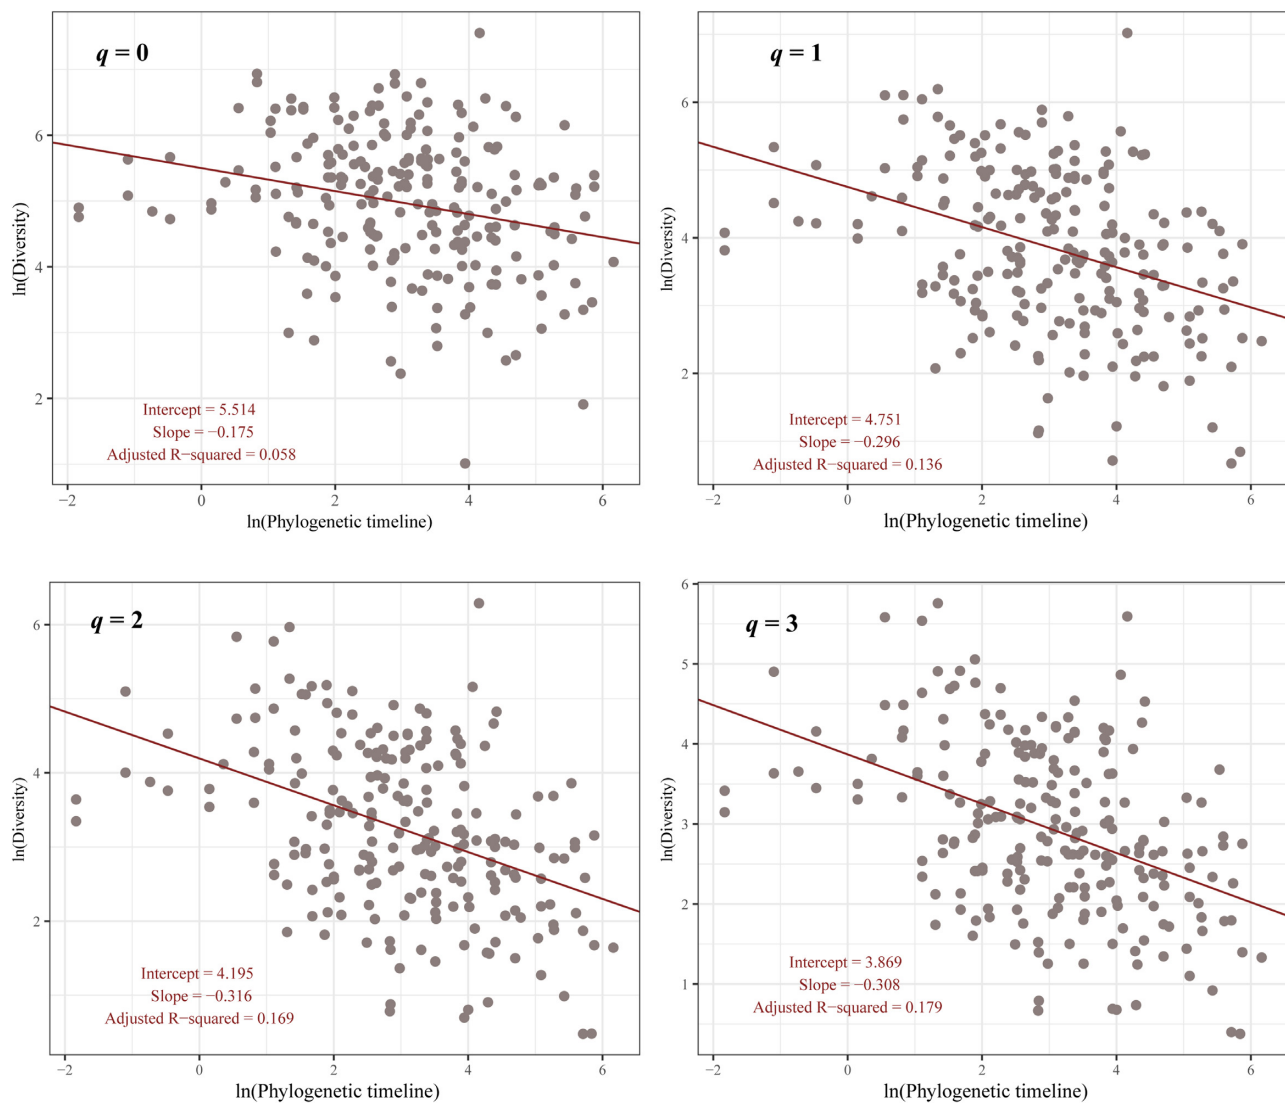 q = 0
6
4
2
ln(Diversity)
Intercept = 5.514
Slope = −0.175
Adjusted R−squared = 0.058
−2 0 2 4 6
ln(Phylogenetic timeline)
q = 1
6
4
2
ln(Diversity)
Intercept = 4.751
Slope = −0.296
Adjusted R−squared = 0.136
−2 0 2 4 6
ln(Phylogenetic timeline)
q = 2
6
4
2
ln(Diversity)
Intercept = 4.195
Slope = −0.316
Adjusted R−squared = 0.169
−2 0 2 4 6
ln(Phylogenetic timeline)
q = 3
6
5
4
3
2
1
ln(Diversity)
Intercept = 3.869
Slope = −0.308
Adjusted R−squared = 0.179
−2 0 2 4 6
ln(Phylogenetic timeline)